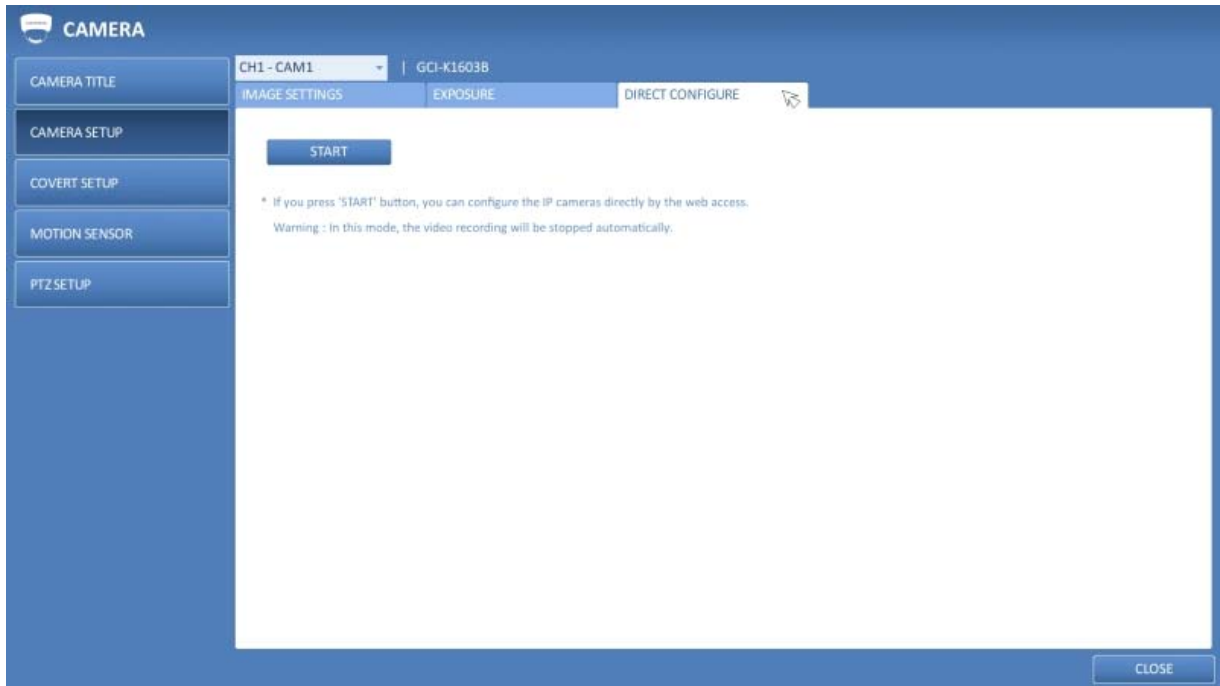 CAMERA
CAMERA TITLE
CAMERA SETUP
COVERT SETUP
MOTION SENSOR
PTZ SETUP
CH1 - CAM1 | GCI-K1603B
IMAGE SETTINGS EXPOSURE DIRECT CONFIGURE
START
* If you press 'START' button, you can configure the IP cameras directly by the web access.
Warning : In this mode, the video recording will be stopped automatically.
CLOSE